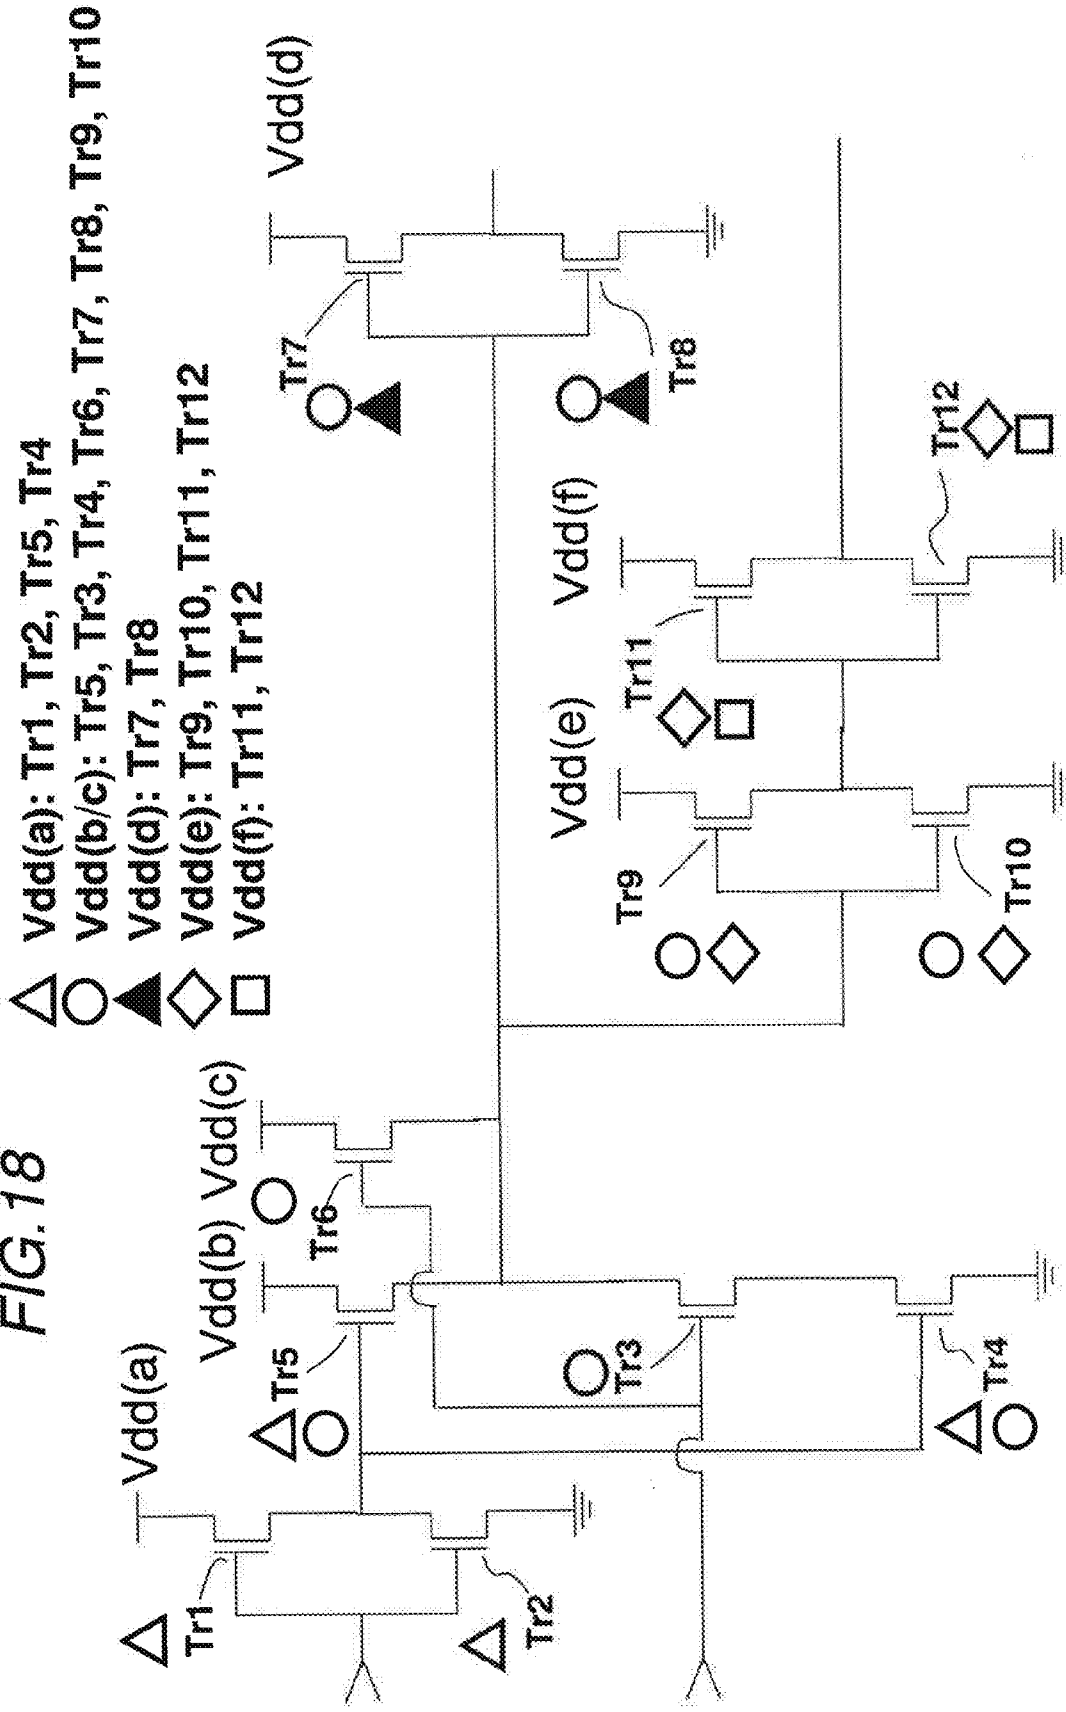 FIG.18
△ Vdd(a): Tr1, Tr2, Tr5, Tr4
○ Vdd(b/c): Tr5, Tr3, Tr4, Tr6, Tr7, Tr8, Tr9, Tr10
▲ Vdd(d): Tr7, Tr8
◇ Vdd(e): Tr9, Tr10, Tr11, Tr12
□ Vdd(f): Tr11, Tr12
Vdd(a)
Vdd(b)
Vdd(c)
Vdd(d)
Tr1
Tr5
Tr6
Tr7
Tr2
Tr3
Tr4
Tr8
Vdd(e)
Vdd(f)
Tr9
Tr11
Tr10
Tr12